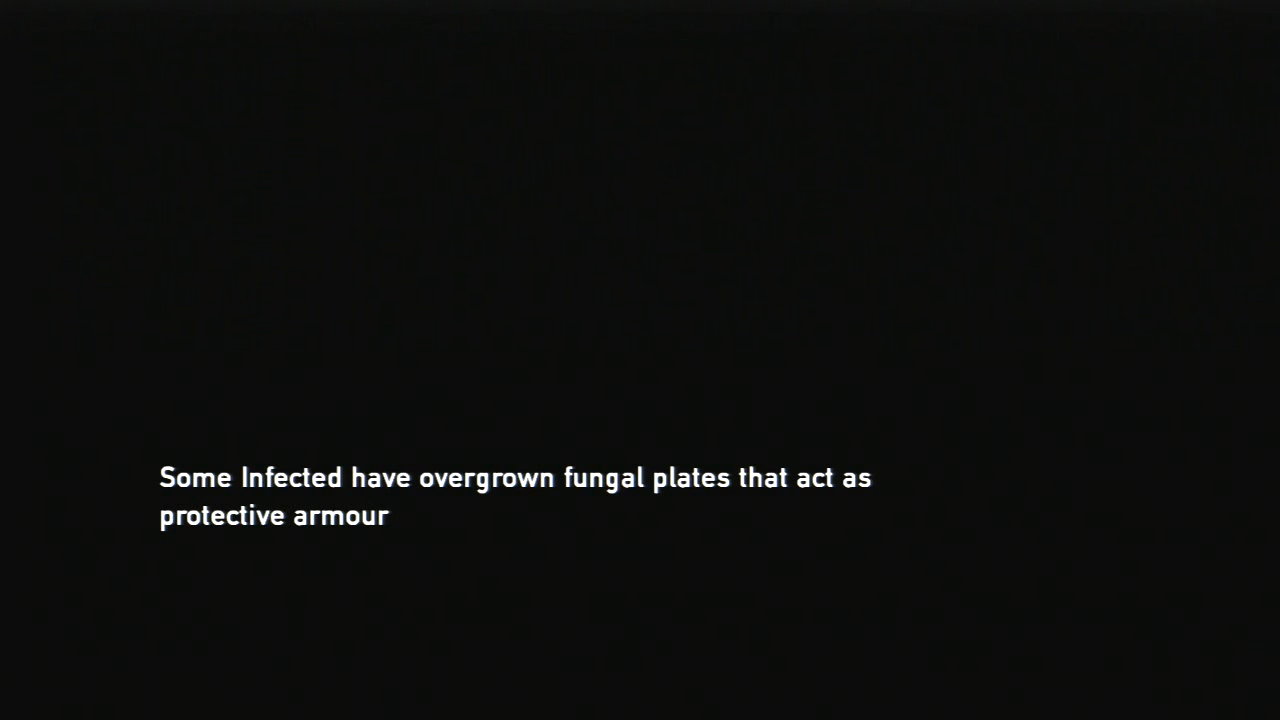 Some Infected have overgrown fungal plates that act as
protective armour